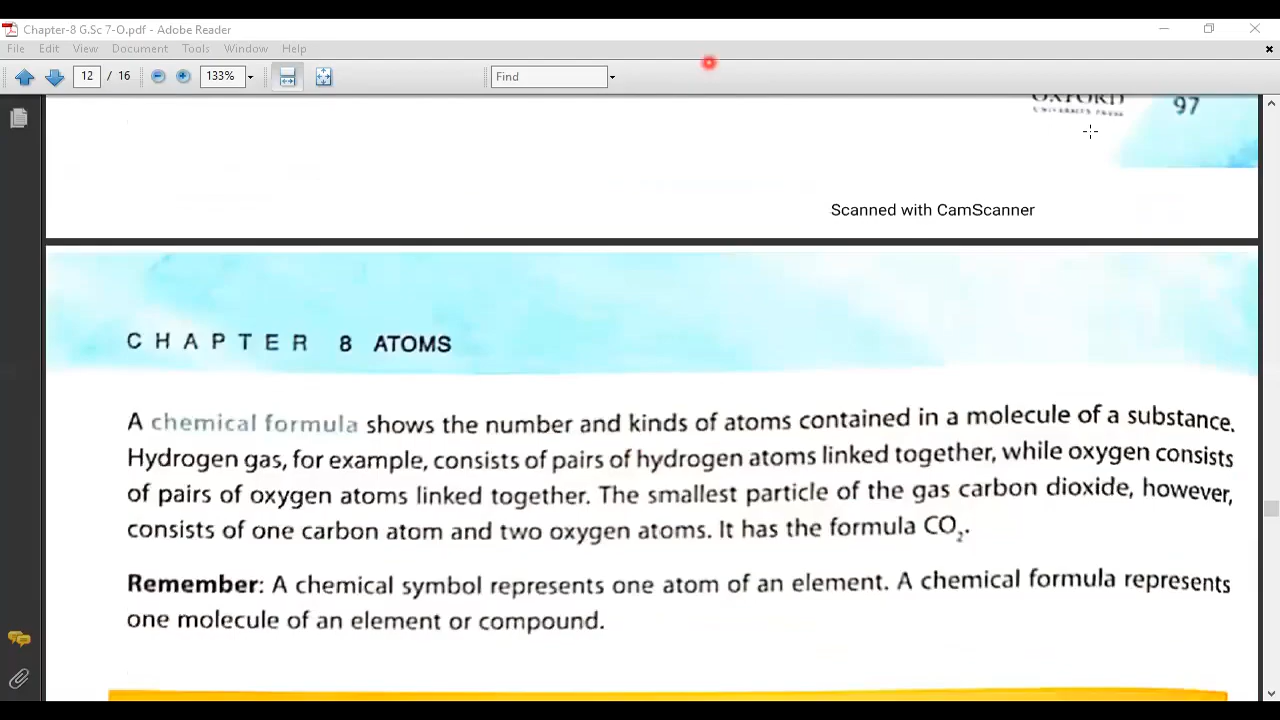 Chapter-8 G.Sc 7-O.pdf - Adobe Reader
File Edit View Document Tools Window Help
12 / 16 133% Find
OXFORD
UNIVERSITY PRESS
97
Scanned with CamScanner
CHAPTER 8 ATOMS
A chemical formula shows the number and kinds of atoms contained in a molecule of a substance.
Hydrogen gas, for example, consists of pairs of hydrogen atoms linked together, while oxygen consists
of pairs of oxygen atoms linked together. The smallest particle of the gas carbon dioxide, however,
consists of one carbon atom and two oxygen atoms. It has the formula CO₂.
Remember: A chemical symbol represents one atom of an element. A chemical formula represents
one molecule of an element or compound.